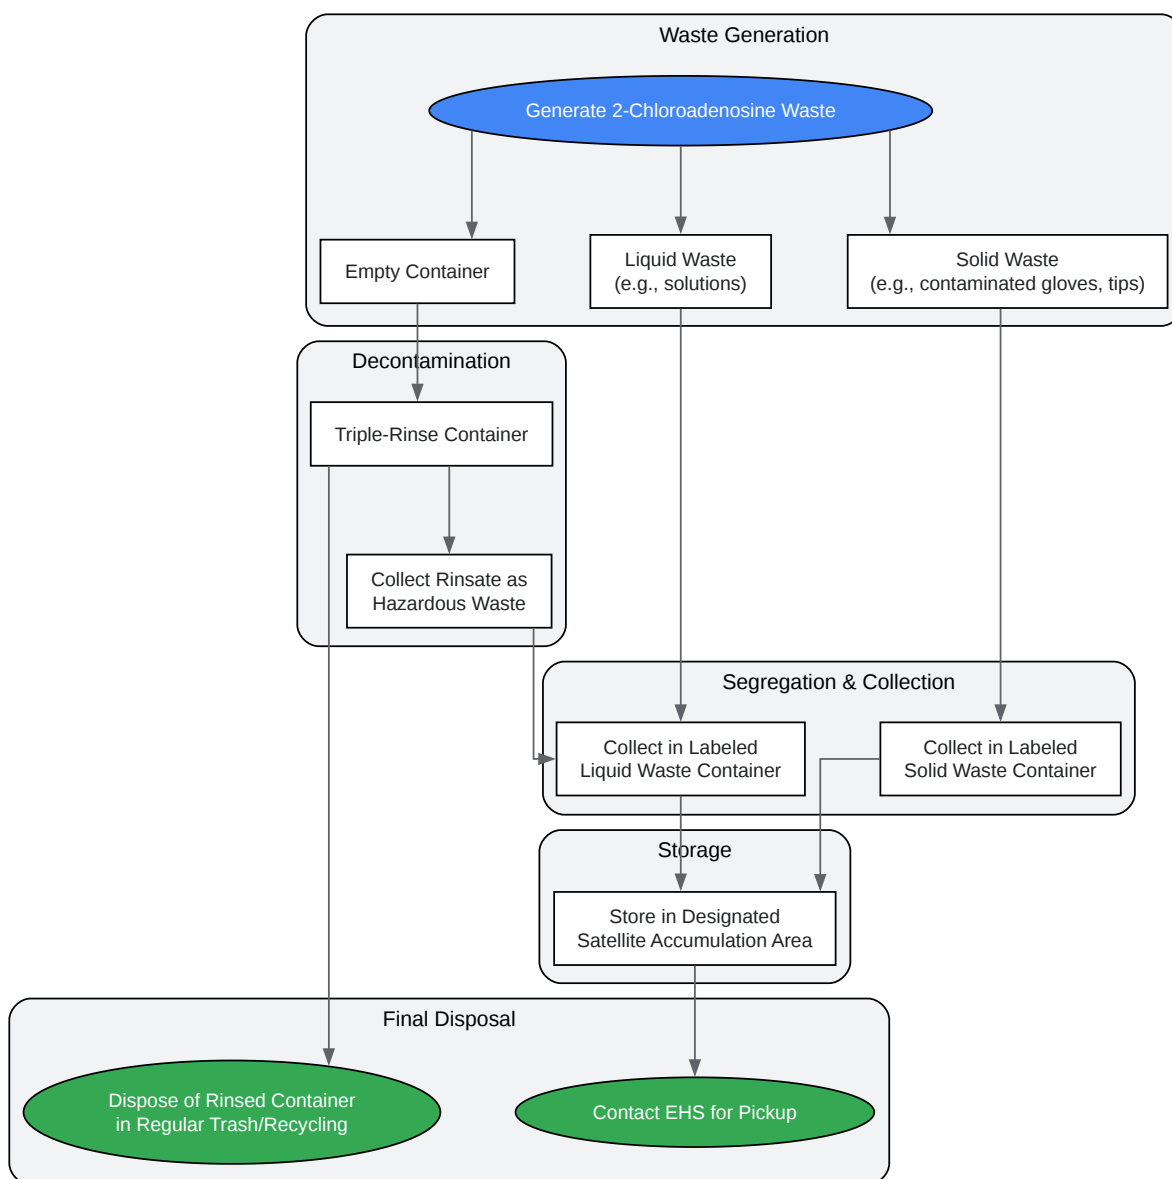 Waste Generation
Generate 2-Chloroadenosine Waste
Empty Container
Liquid Waste
(e.g., solutions)
Solid Waste
(e.g., contaminated gloves, tips)
Decontamination
Triple-Rinse Container
Collect Rinsate as
Hazardous Waste
Segregation & Collection
Collect in Labeled
Liquid Waste Container
Collect in Labeled
Solid Waste Container
Storage
Store in Designated
Satellite Accumulation Area
Final Disposal
Dispose of Rinsed Container
in Regular Trash/Recycling
Contact EHS for Pickup